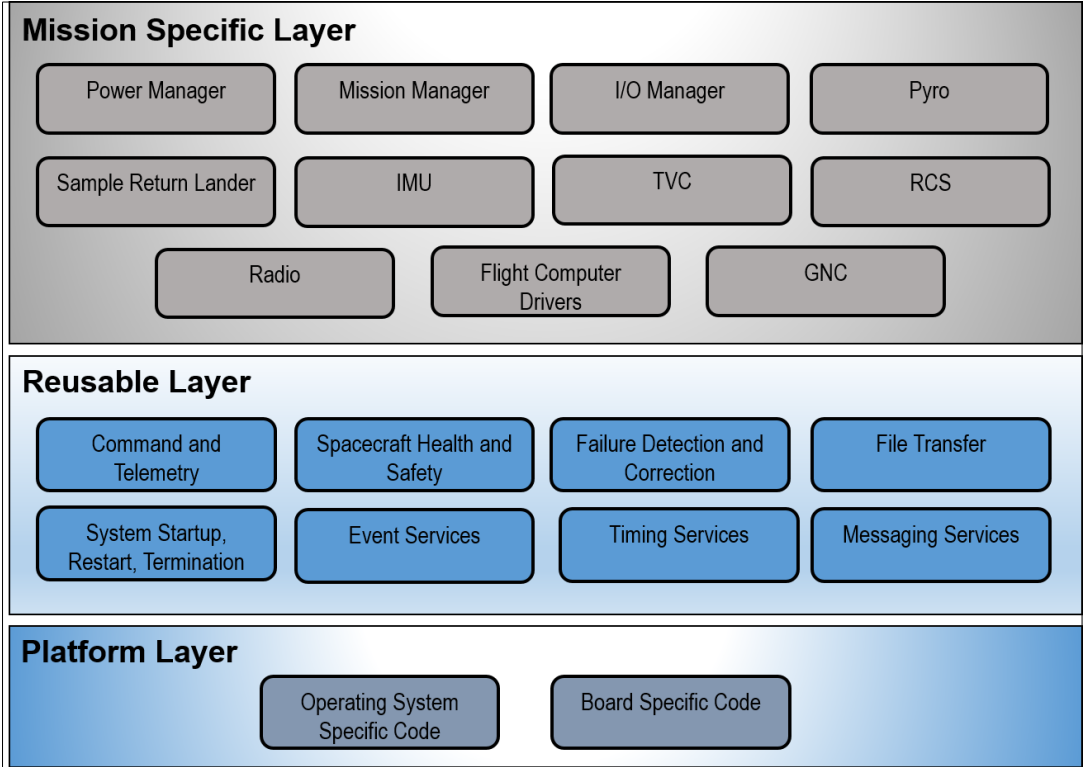 Mission Specific Layer
Power Manager
Mission Manager
I/O Manager
Pyro
Sample Return Lander
IMU
TVC
RCS
Radio
Flight Computer
Drivers
GNC
Reusable Layer
Command and
Telemetry
Spacecraft Health and
Safety
Failure Detection and
Correction
File Transfer
System Startup,
Restart, Termination
Event Services
Timing Services
Messaging Services
Platform Layer
Operating System
Specific Code
Board Specific Code